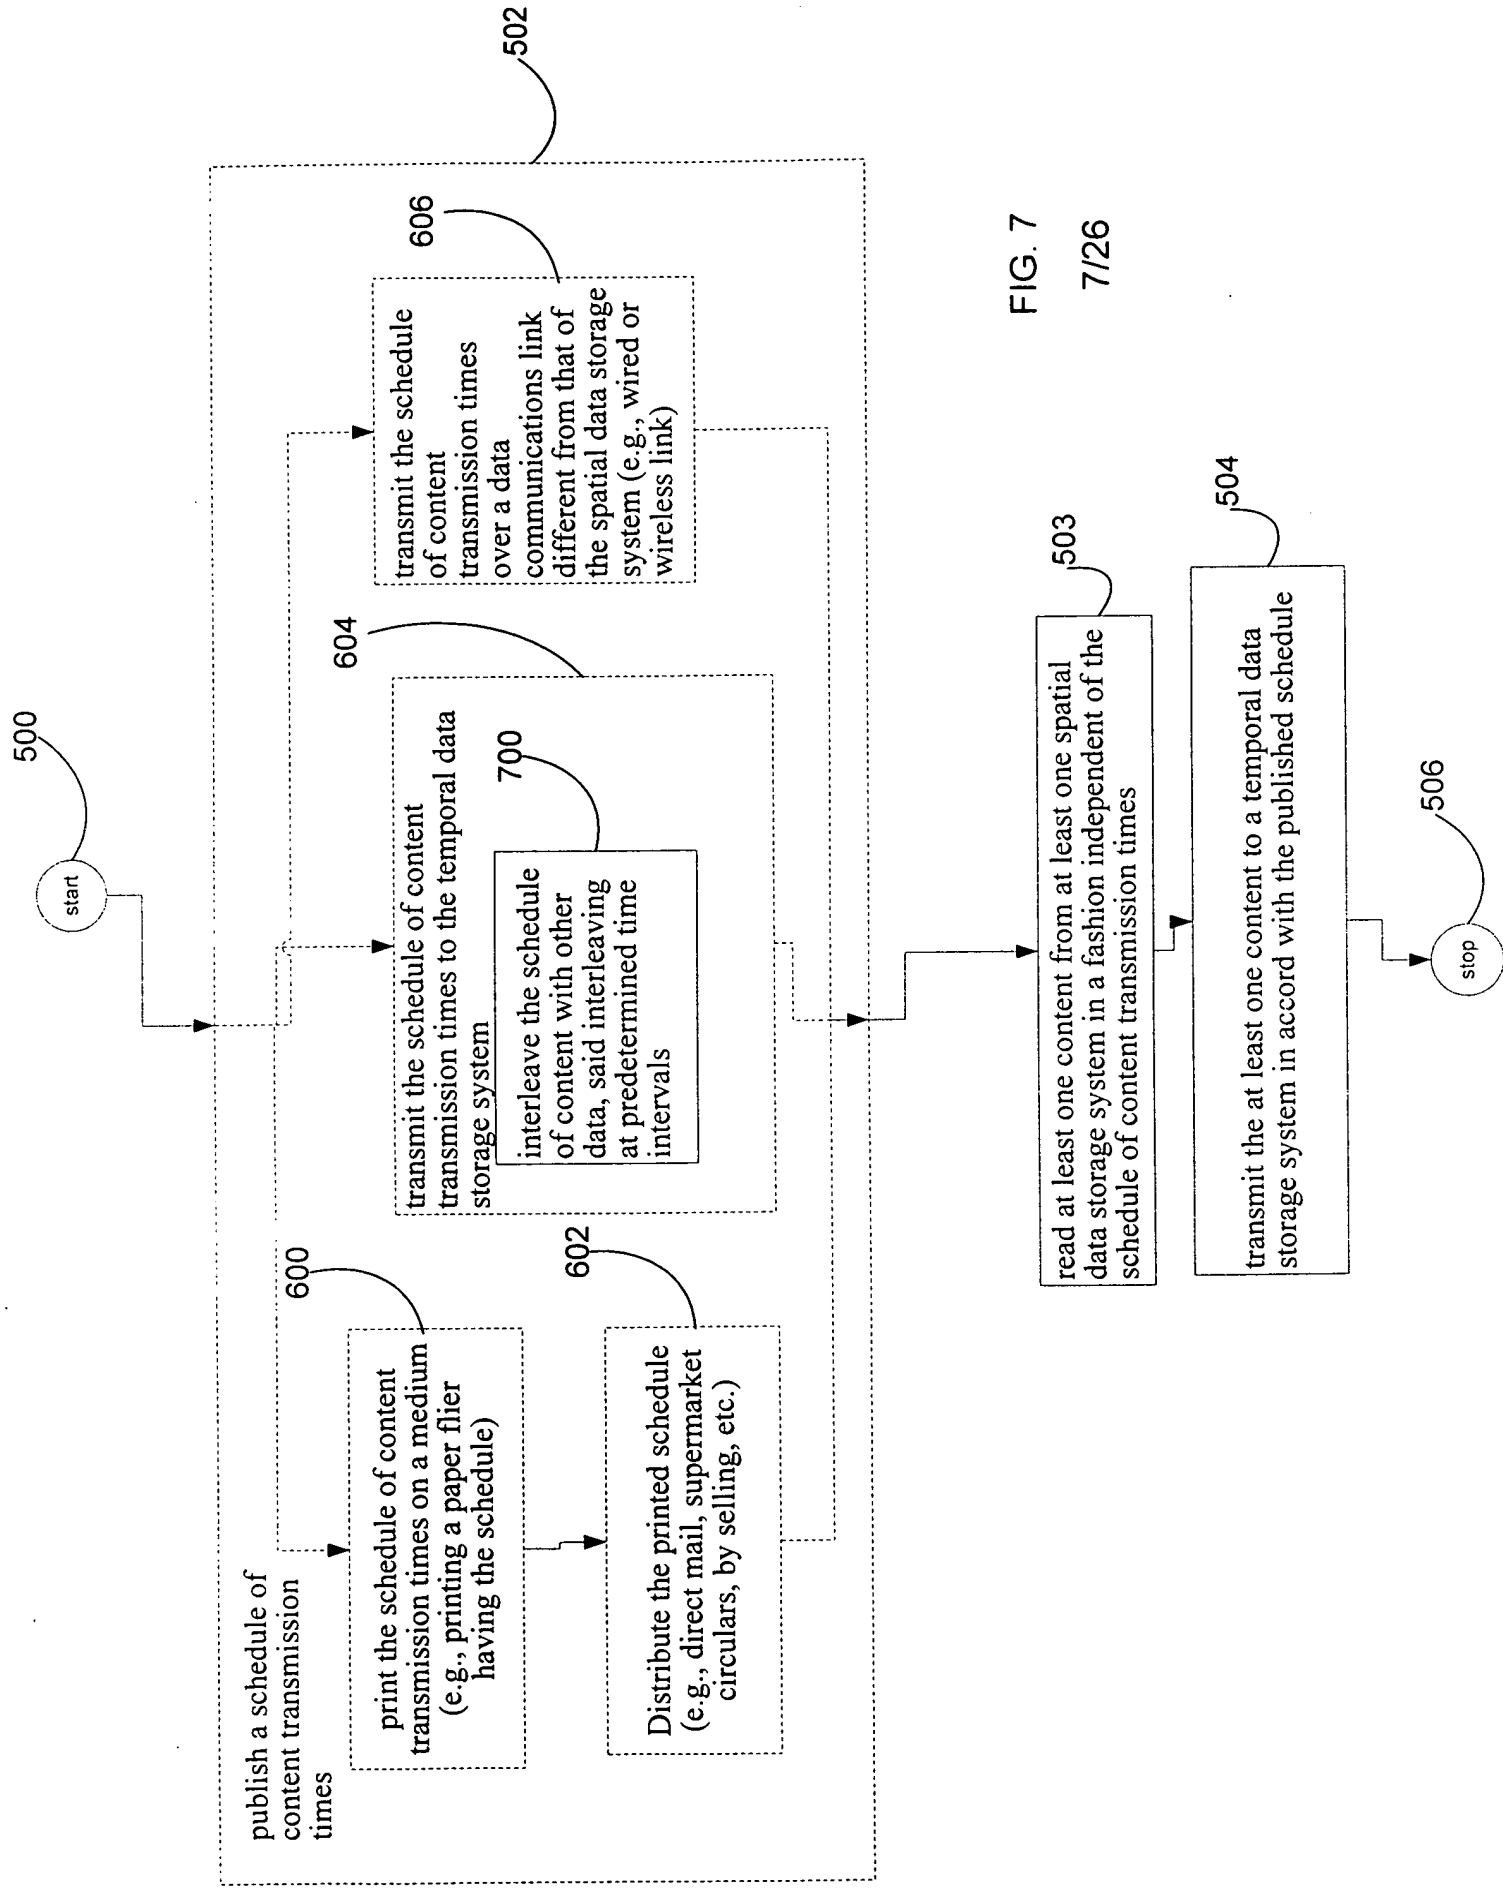 500
start
502
publish a schedule of
content transmission
times
600
print the schedule of content
transmission times on a medium
(e.g., printing a paper flier
having the schedule)
602
Distribute the printed schedule
(e.g., direct mail, supermarket
circulars, by selling, etc.)
604
transmit the schedule of content
transmission times to the temporal data
storage system
700
interleave the schedule
of content with other
data, said interleaving
at predetermined time
intervals
606
transmit the schedule
of content
transmission times
over a data
communications link
different from that of
the spatial data storage
system (e.g., wired or
wireless link)
503
read at least one content from at least one spatial
data storage system in a fashion independent of the
schedule of content transmission times
504
transmit the at least one content to a temporal data
storage system in accord with the published schedule
506
stop
FIG. 7
7/26